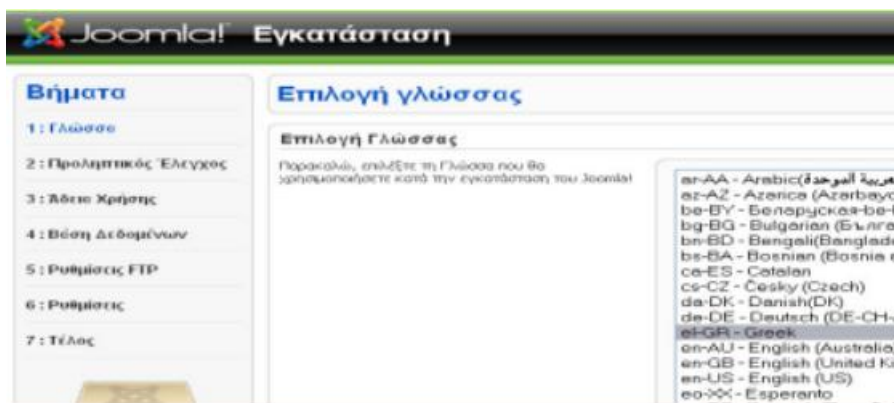 Joomla! Εγκατάσταση
Βήματα
1 : Γλώσσα
2 : Προληπτικός Έλεγχος
3 : Άδεια Χρήσης
4 : Βάση Δεδομένων
5 : Ρυθμίσεις FTP
6 : Ρυθμίσεις
7 : Τέλος
Επιλογή γλώσσας
Επιλογή Γλώσσας
Παρακαλώ, επιλέξτε τη Γλώσσα που θα
χρησιμοποιήσετε κατά την εγκατάσταση του Joomla!
ar-AA - Arabic(العربية الموحدة
az-AZ - Azerica (Azerbayc
be-BY - Беларуская-be-
bg-BG - Bulgarian (Бълга
bn-BD - Bengali(Banglade
bs-BA - Bosnian (Bosnia
ca-ES - Catalan
cs-CZ - Česky (Czech)
da-DK - Danish(DK)
de-DE - Deutsch (DE-CH-
el-GR - Greek
en-AU - English (Australia
en-GB - English (United Ki
en-US - English (US)
eo-XX - Esperanto